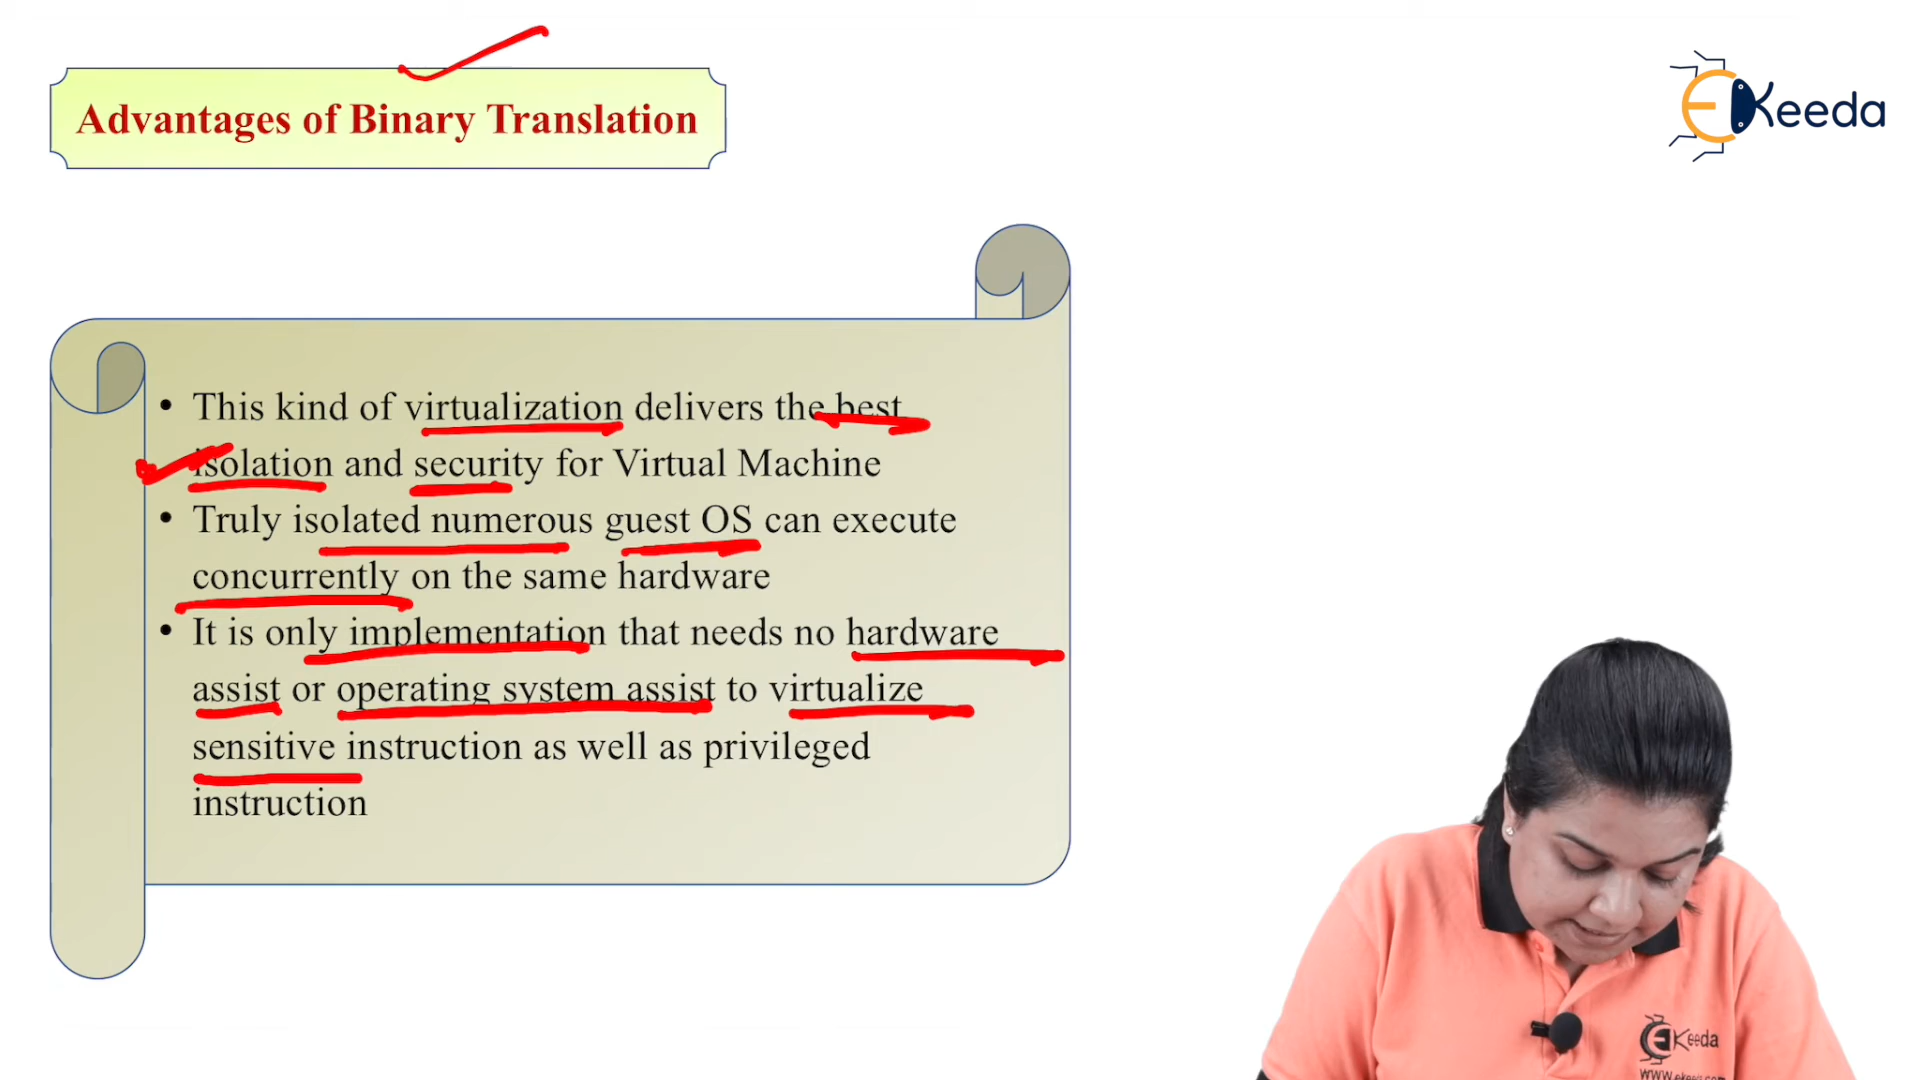 Advantages of Binary Translation
EKeeda
• This kind of virtualization delivers the best
isolation and security for Virtual Machine
• Truly isolated numerous guest OS can execute
concurrently on the same hardware
• It is only implementation that needs no hardware
assist or operating system assist to virtualize
sensitive instruction as well as privileged
instruction
EKeeda